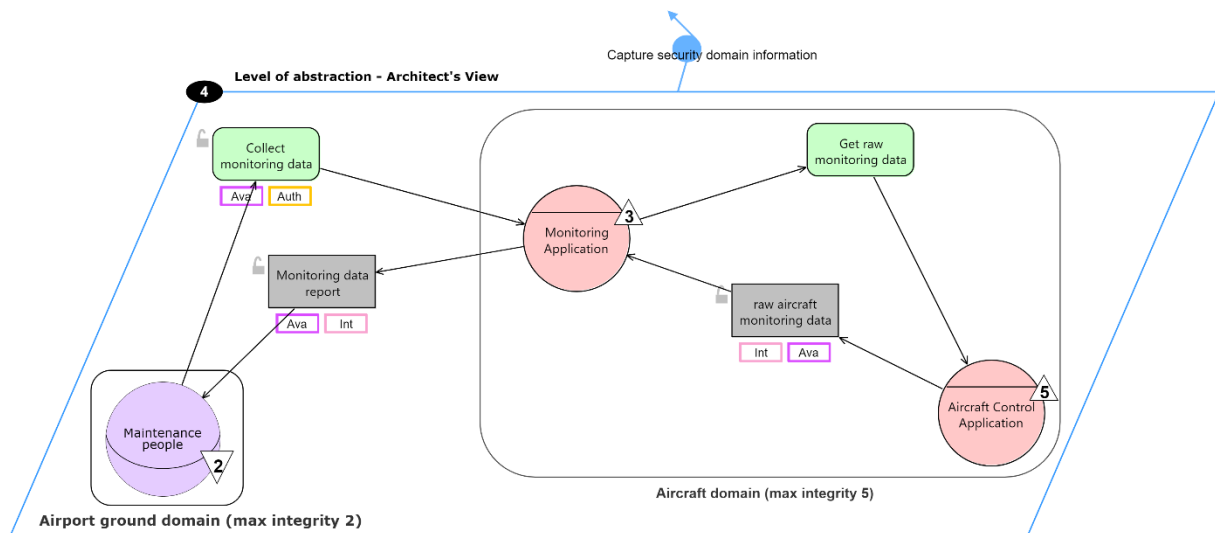 Capture security domain information
Level of abstraction - Architect's View
4
Collect
monitoring data
Ava Auth
Get raw
monitoring data
3
Monitoring
Application
Monitoring data
report
Ava Int
raw aircraft
monitoring data
Int Ava
5
Aircraft Control
Application
Maintenance
people
2
Aircraft domain (max integrity 5)
Airport ground domain (max integrity 2)